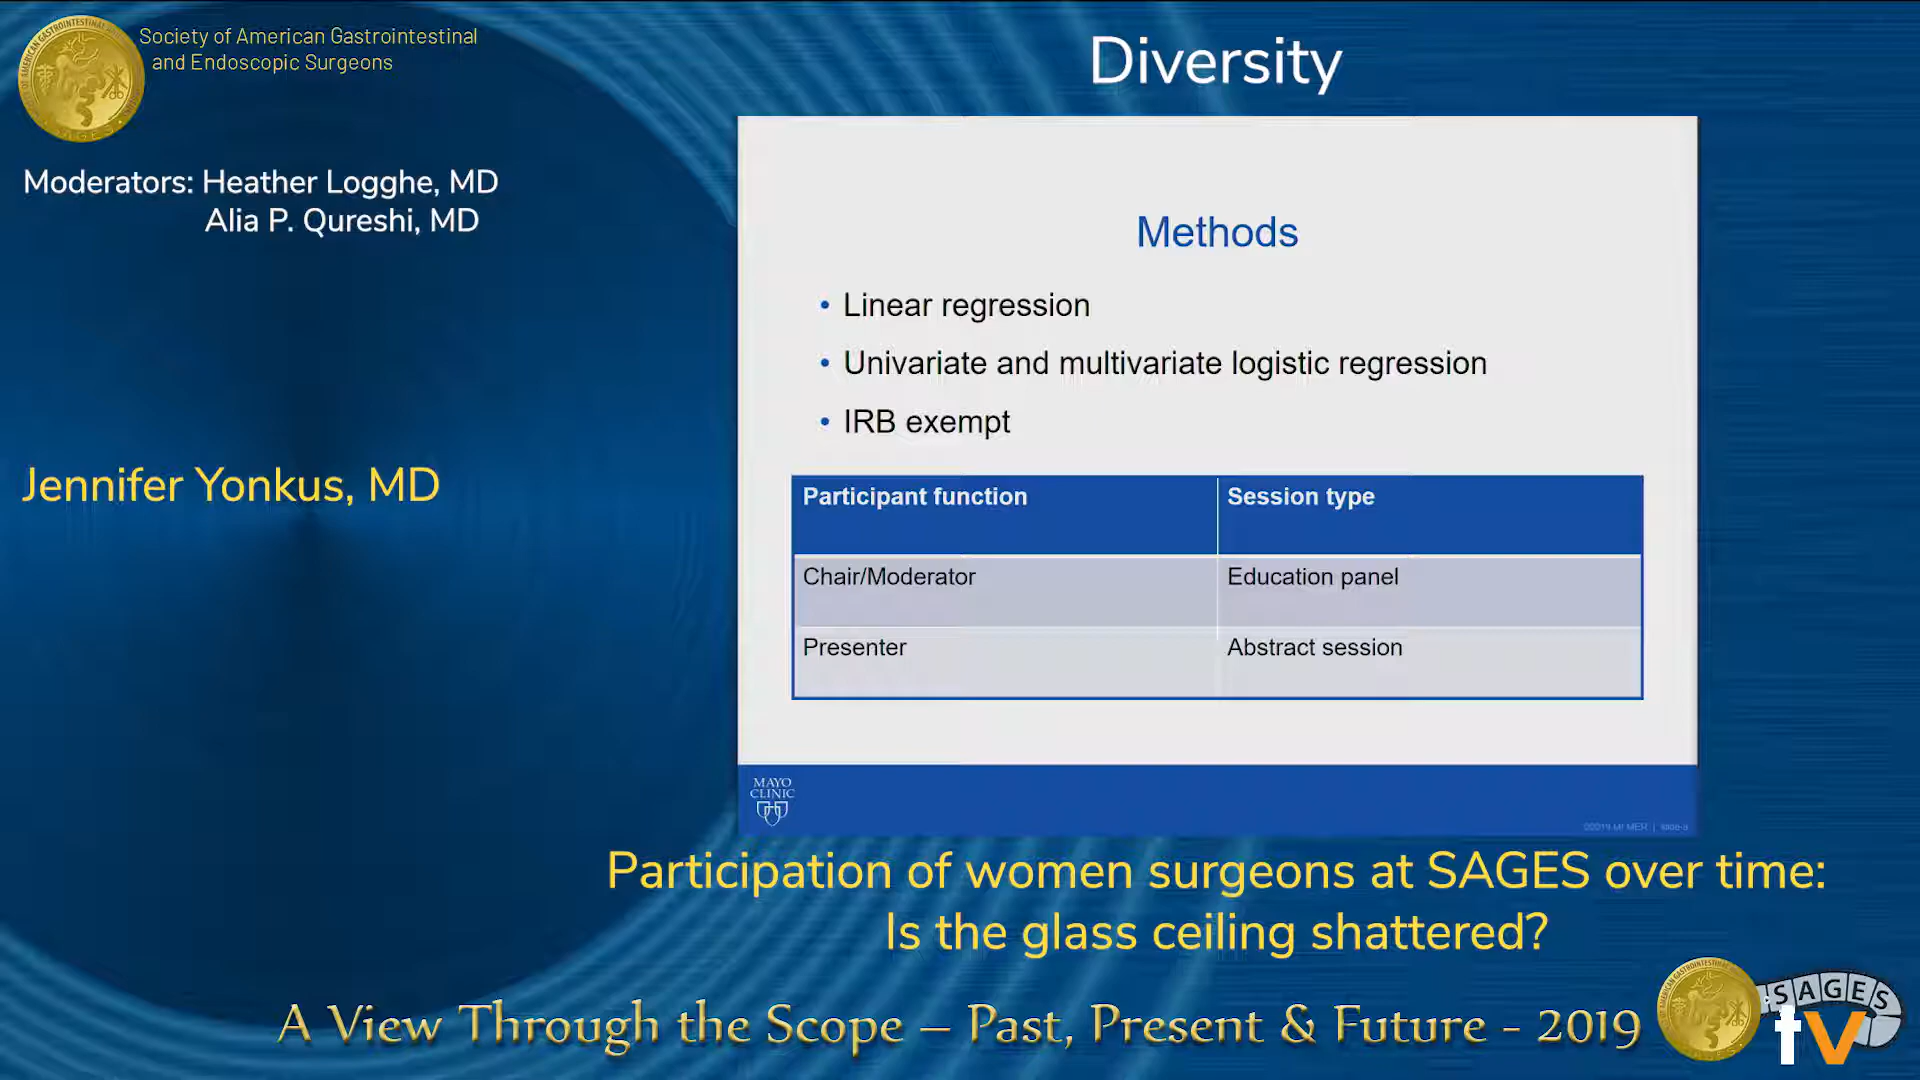 Society of American Gastrointestinal
and Endoscopic Surgeons
Diversity
Moderators: Heather Logghe, MD
Alia P. Qureshi, MD
Jennifer Yonkus, MD
Methods
• Linear regression
• Univariate and multivariate logistic regression
• IRB exempt
Participant function Session type
Chair/Moderator Education panel
Presenter Abstract session
MAYO
CLINIC
Participation of women surgeons at SAGES over time:
Is the glass ceiling shattered?
A View Through the Scope – Past, Present & Future - 2019
SAGES
tv